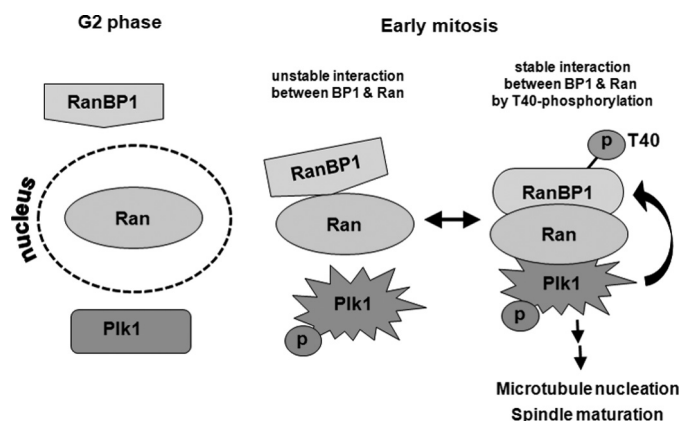 G2 phase
RanBP1
nucleus
Ran
Plk1
Early mitosis
unstable interaction
between BP1 & Ran
RanBP1
Ran
Plk1
p
stable interaction
between BP1 & Ran
by T40-phosphorylation
p
T40
RanBP1
Ran
Plk1
p
Microtubule nucleation
Spindle maturation